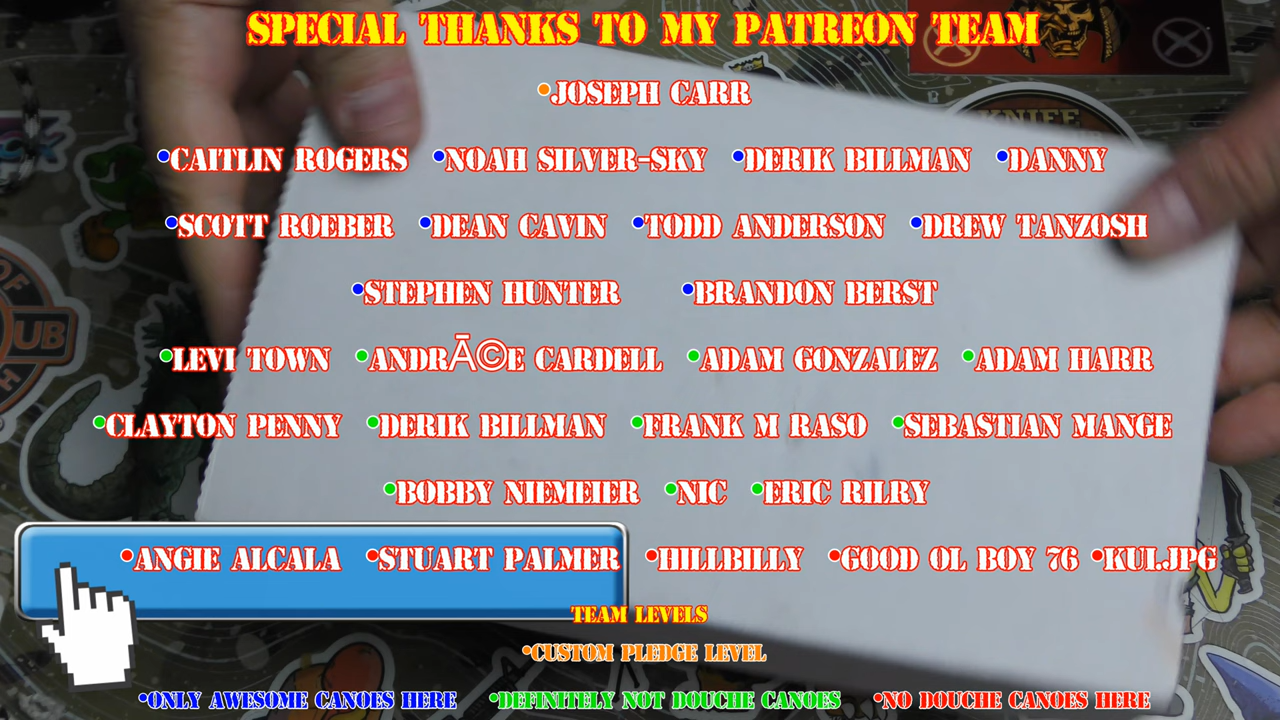 SPECIAL THANKS TO MY PATREON TEAM
•JOSEPH CARR
•CAITLIN ROGERS •NOAH SILVER-SKY •DERIK BILLMAN •DANNY
•SCOTT ROEBER •DEAN CAVIN •TODD ANDERSON •DREW TANZOSH
•STEPHEN HUNTER •BRANDON BERST
•LEVI TOWN •ANDRÃ©E CARDELL •ADAM GONZALEZ •ADAM HARR
•CLAYTON PENNY •DERIK BILLMAN •FRANK M RASO •SEBASTIAN MANGE
•BOBBY NIEMEIER •NIC •ERIC RILRY
•ANGIE ALCALA •STUART PALMER •HILLBILLY •GOOD OL BOY 76 •KUI.JPG
TEAM LEVELS
•CUSTOM PLEDGE LEVEL
•ONLY AWESOME CANOES HERE •DEFINITELY NOT DOUCHE CANOES •NO DOUCHE CANOES HERE
KNIFE
OF
UB